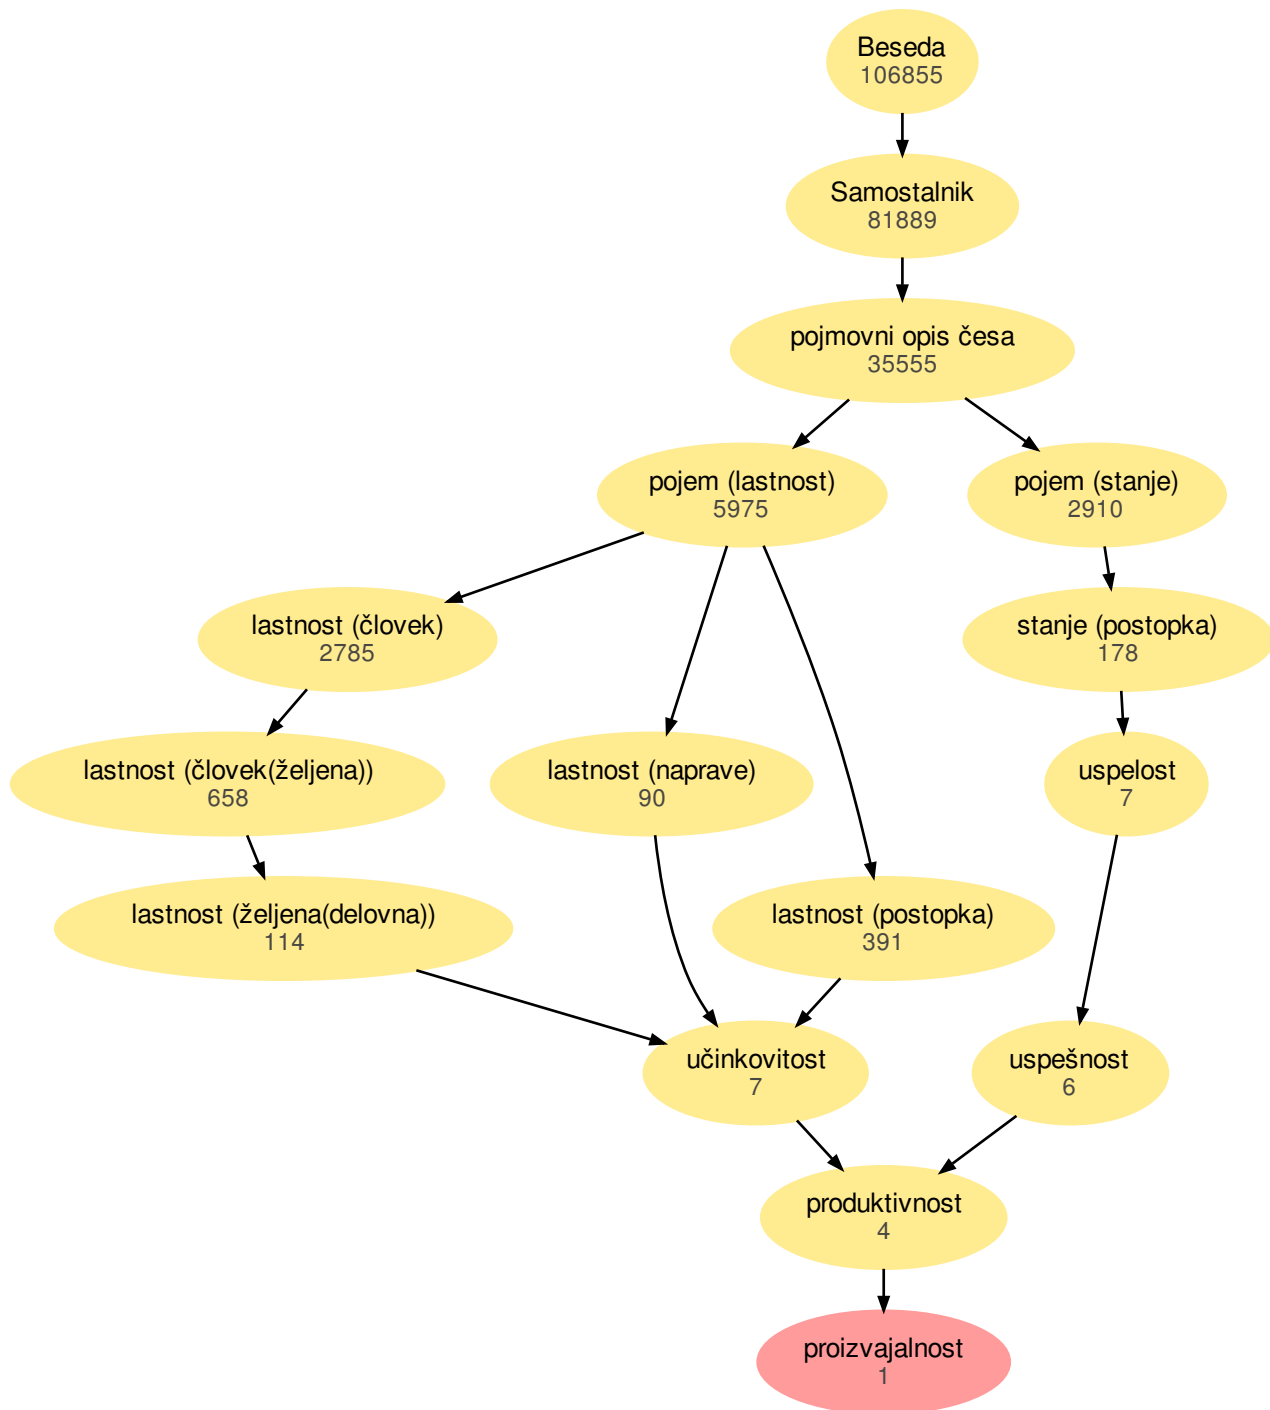 Beseda
106855
Samostalnik
81889
pojmovni opis česa
35555
pojem (lastnost)
5975
pojem (stanje)
2910
lastnost (človek)
2785
stanje (postopka)
178
lastnost (človek(željena))
658
lastnost (naprave)
90
uspelost
7
lastnost (željena(delovna))
114
lastnost (postopka)
391
učinkovitost
7
uspešnost
6
produktivnost
4
proizvajalnost
1